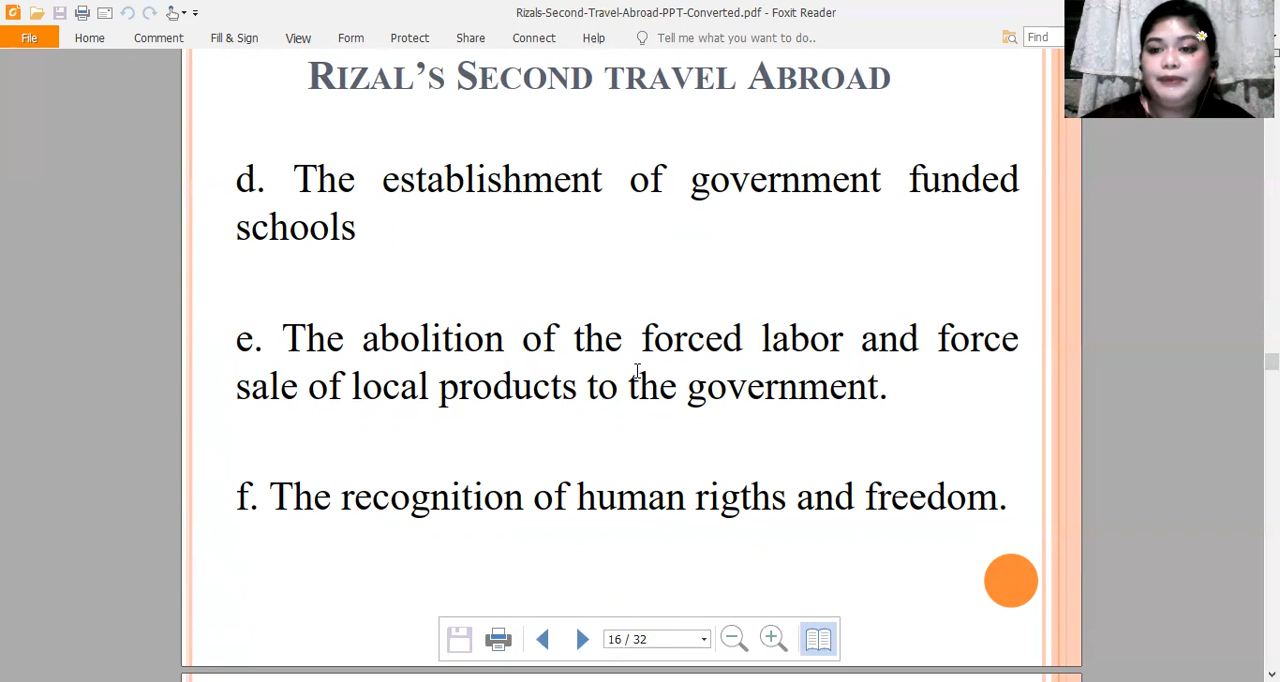 Rizals-Second-Travel-Abroad-PPT-Converted.pdf - Foxit Reader
File Home Comment Fill & Sign View Form Protect Share Connect Help Tell me what you want to do.. Find
RIZAL'S SECOND TRAVEL ABROAD
d. The establishment of government funded
schools
e. The abolition of the forced labor and force
sale of local products to the government.
f. The recognition of human rigths and freedom.
16 / 32